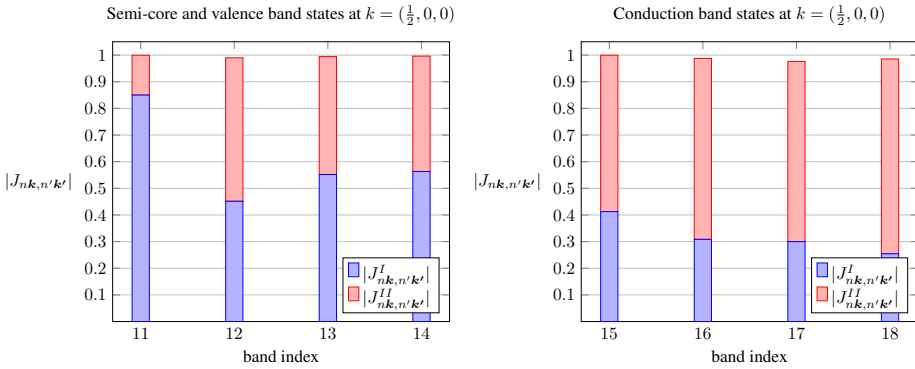 Semi-core and valence band states at k = (1/2, 0, 0)
1
0.9
0.8
0.7
0.6
0.5
0.4
0.3
0.2
0.1
|J_{nk,n′k′}|
|J^{I}_{nk,n′k′}|
|J^{II}_{nk,n′k′}|
11 12 13 14
band index
Conduction band states at k = (1/2, 0, 0)
1
0.9
0.8
0.7
0.6
0.5
0.4
0.3
0.2
0.1
|J_{nk,n′k′}|
|J^{I}_{nk,n′k′}|
|J^{II}_{nk,n′k′}|
15 16 17 18
band index